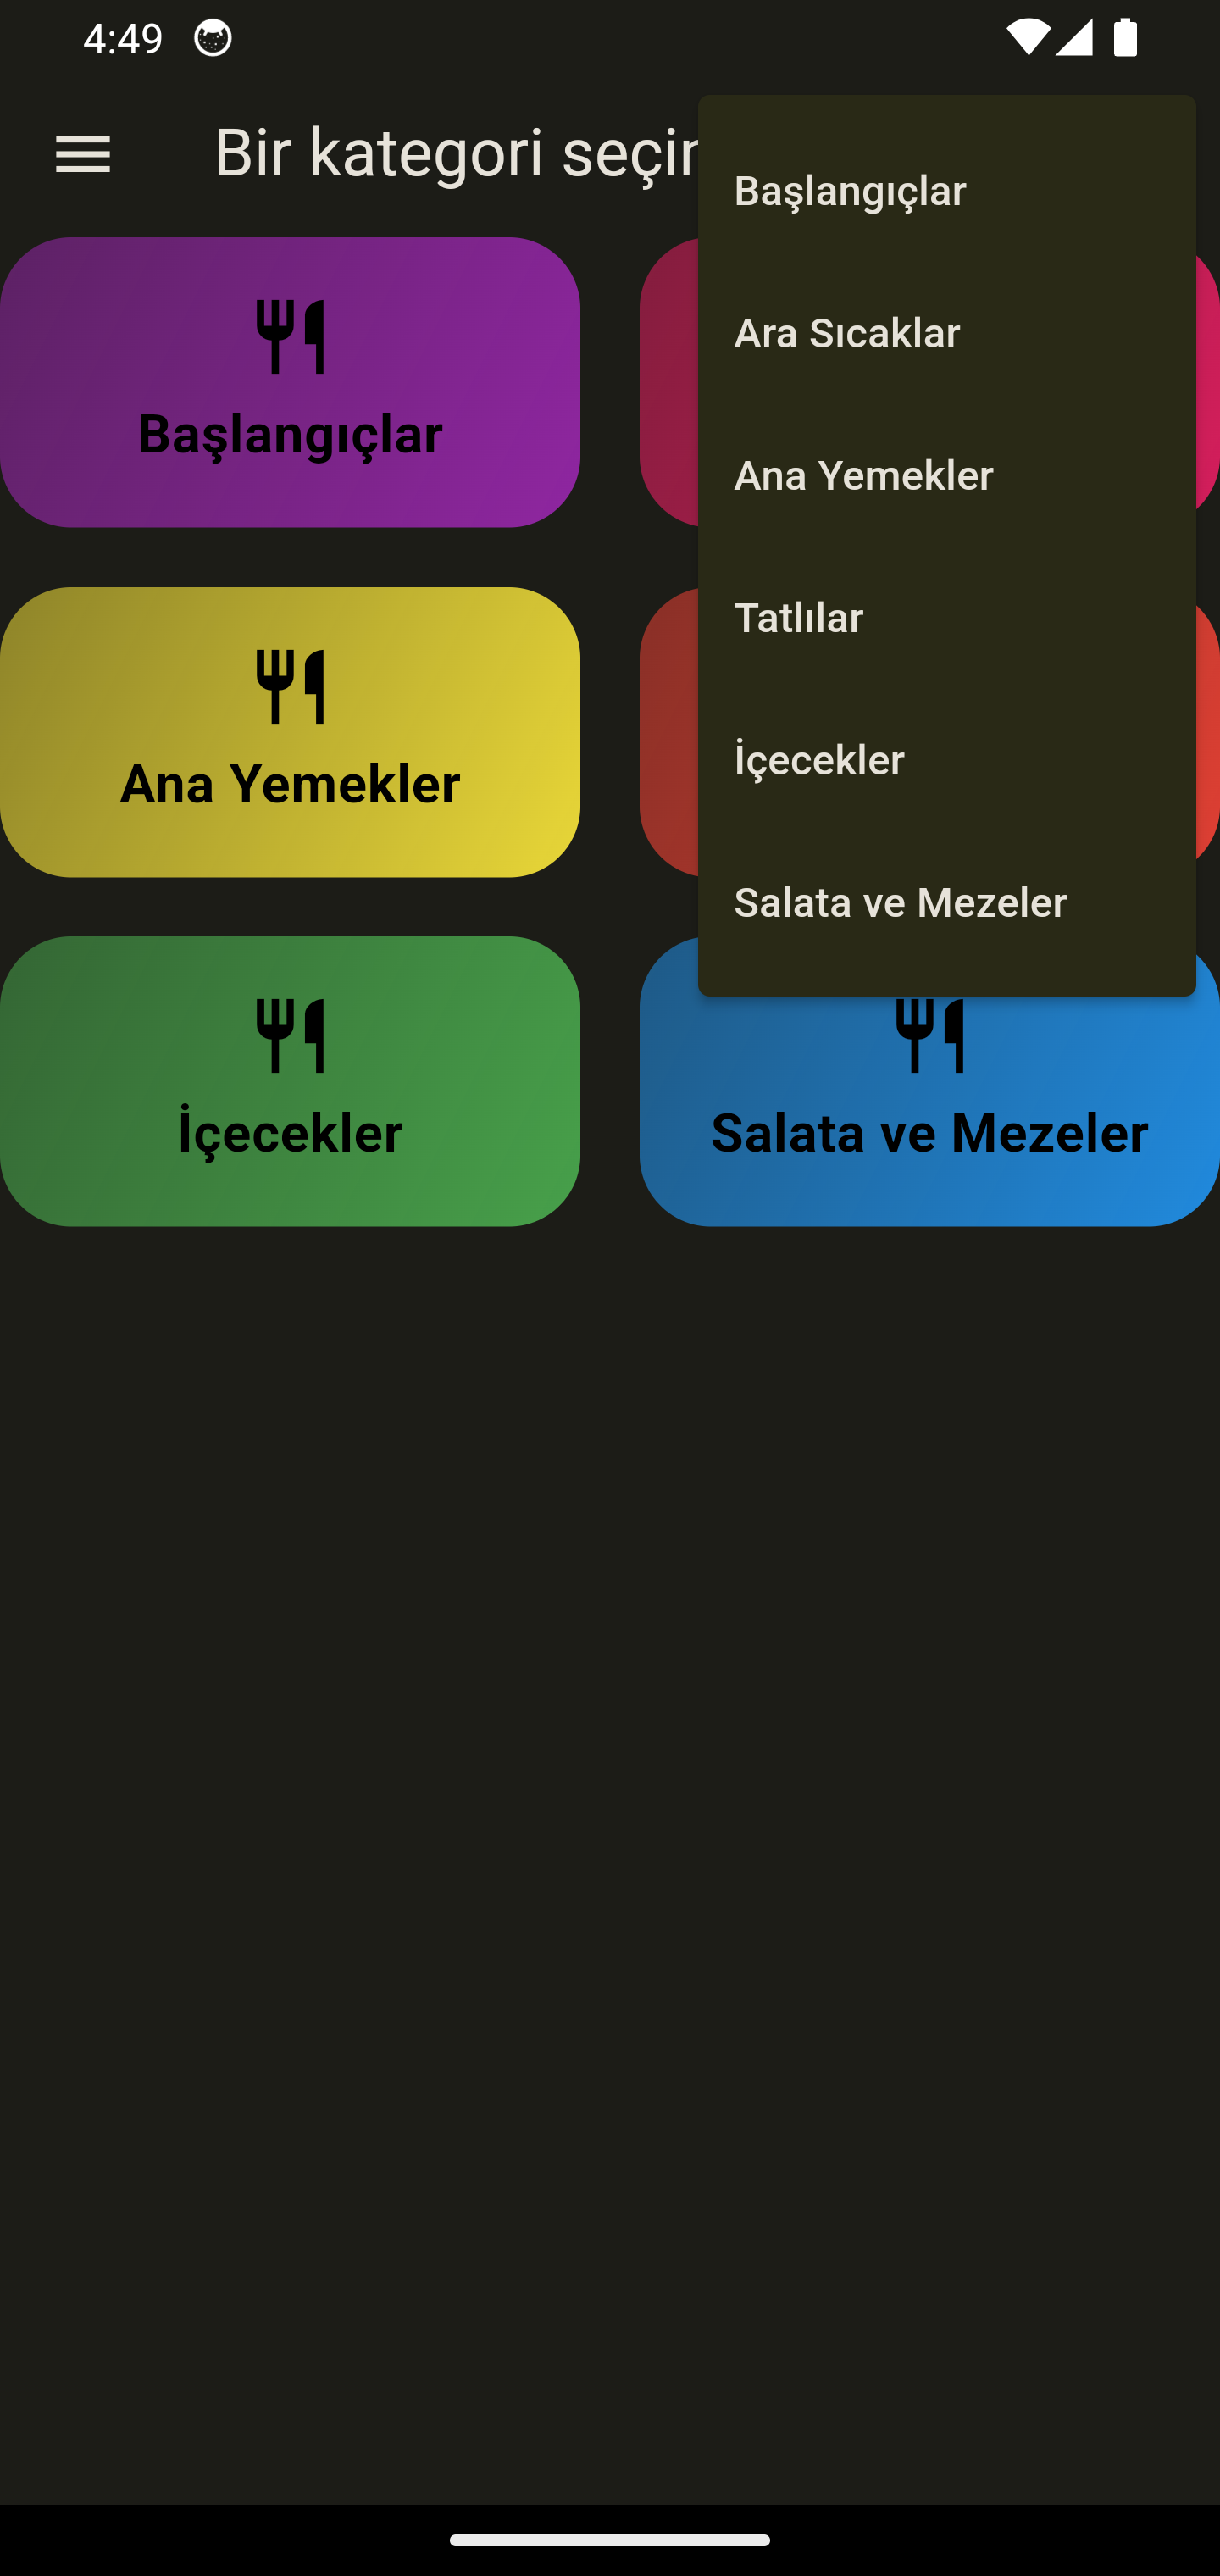 4:49
Bir kategori seçin
Başlangıçlar
Ara Sıcaklar
Ana Yemekler
Tatlılar
İçecekler
Salata ve Mezeler
Başlangıçlar
Ana Yemekler
İçecekler
Salata ve Mezeler